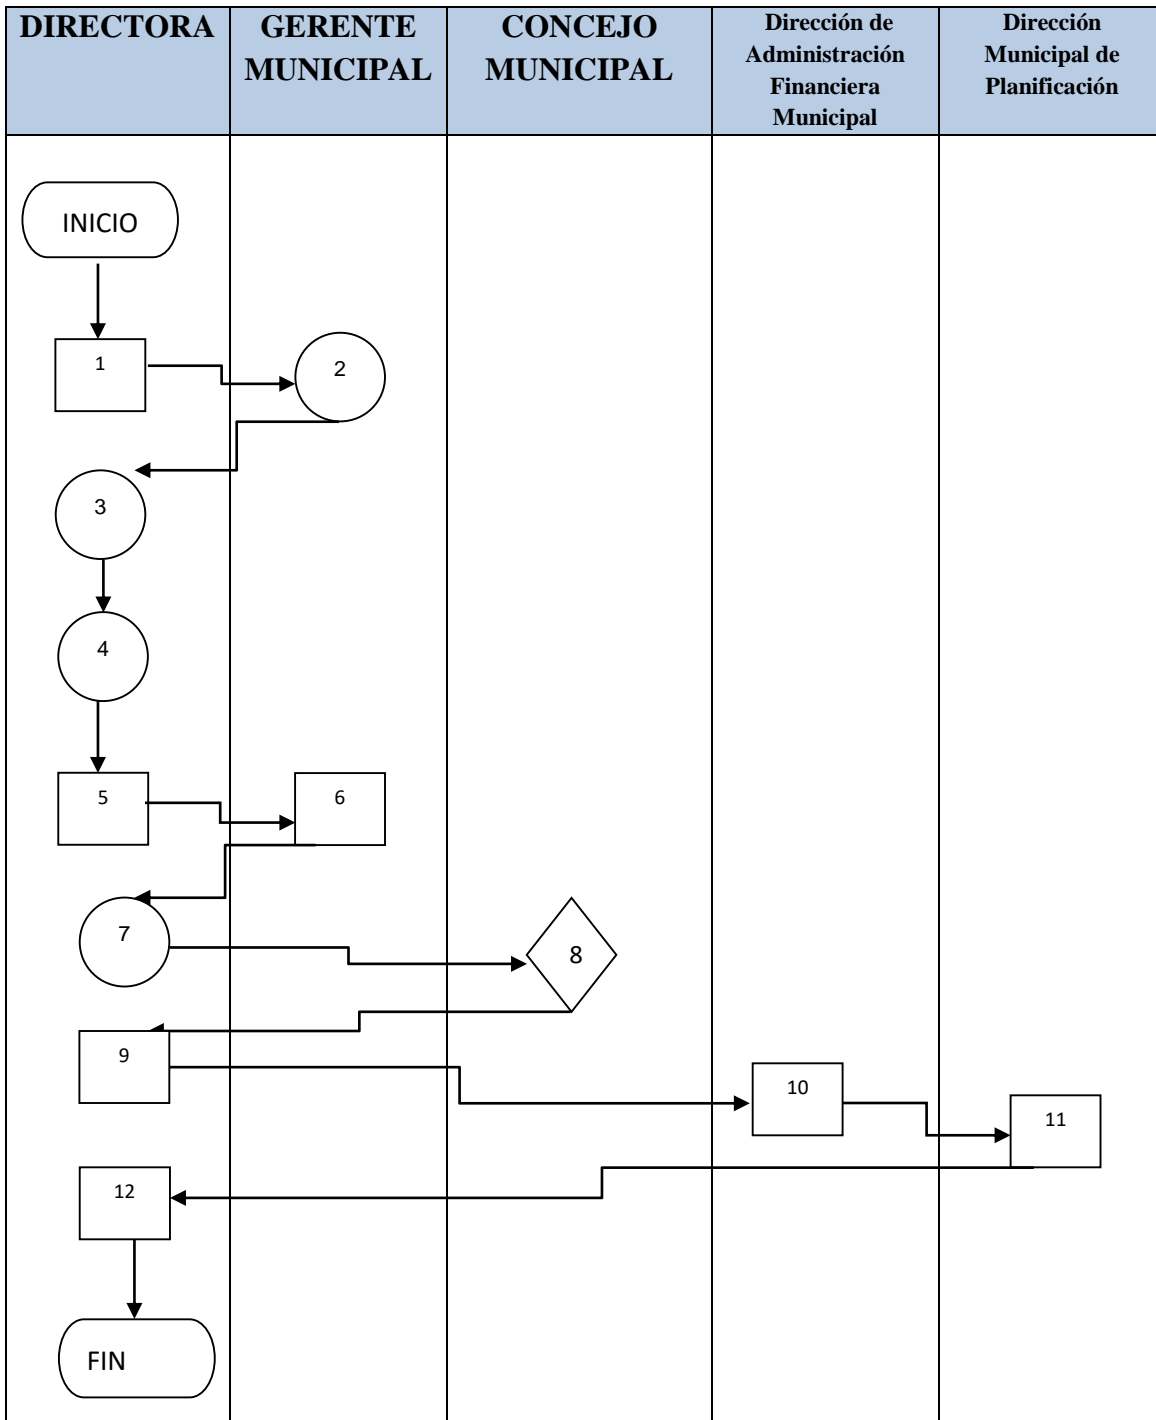 DIRECTORA
GERENTE
MUNICIPAL
CONCEJO
MUNICIPAL
Dirección de
Administración
Financiera
Municipal
Dirección
Municipal de
Planificación
INICIO
1
2
3
4
5
6
7
8
9
10
11
12
FIN